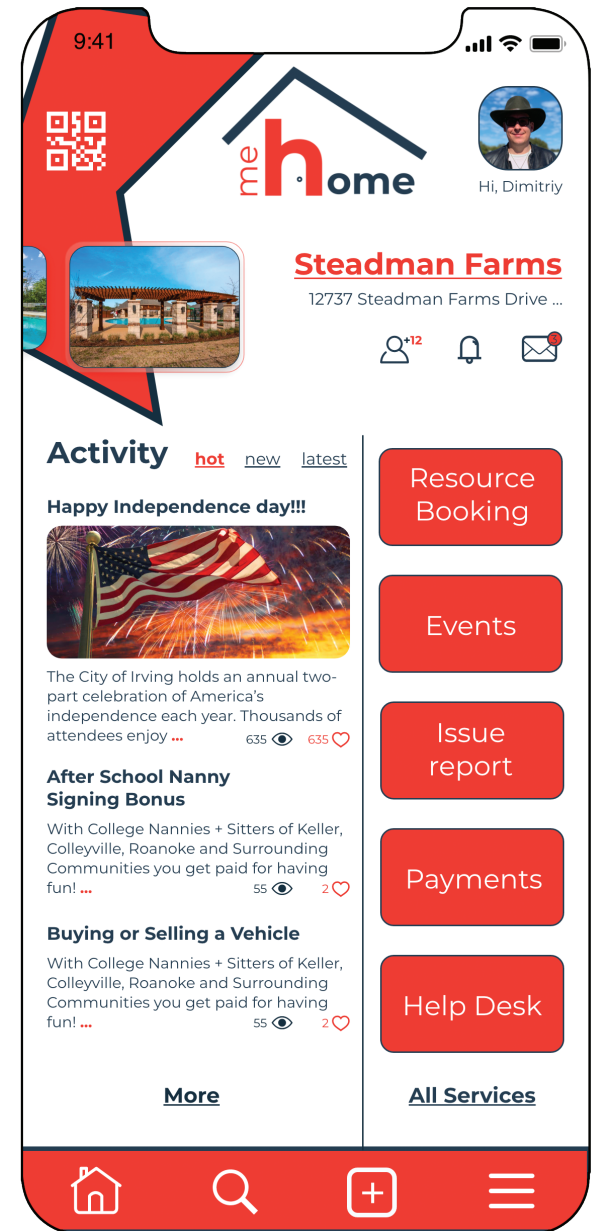 9:41
me
home
Hi, Dimitriy
Steadman Farms
12737 Steadman Farms Drive ...
+12
3
Activity
hot new latest
Happy Independence day!!!
The City of Irving holds an annual two-
part celebration of America’s
independence each year. Thousands of
attendees enjoy ...
635 635
After School Nanny
Signing Bonus
With College Nannies + Sitters of Keller,
Colleyville, Roanoke and Surrounding
Communities you get paid for having
fun! ...
55 2
Buying or Selling a Vehicle
With College Nannies + Sitters of Keller,
Colleyville, Roanoke and Surrounding
Communities you get paid for having
fun! ...
55 2
More
Resource
Booking
Events
Issue
report
Payments
Help Desk
All Services